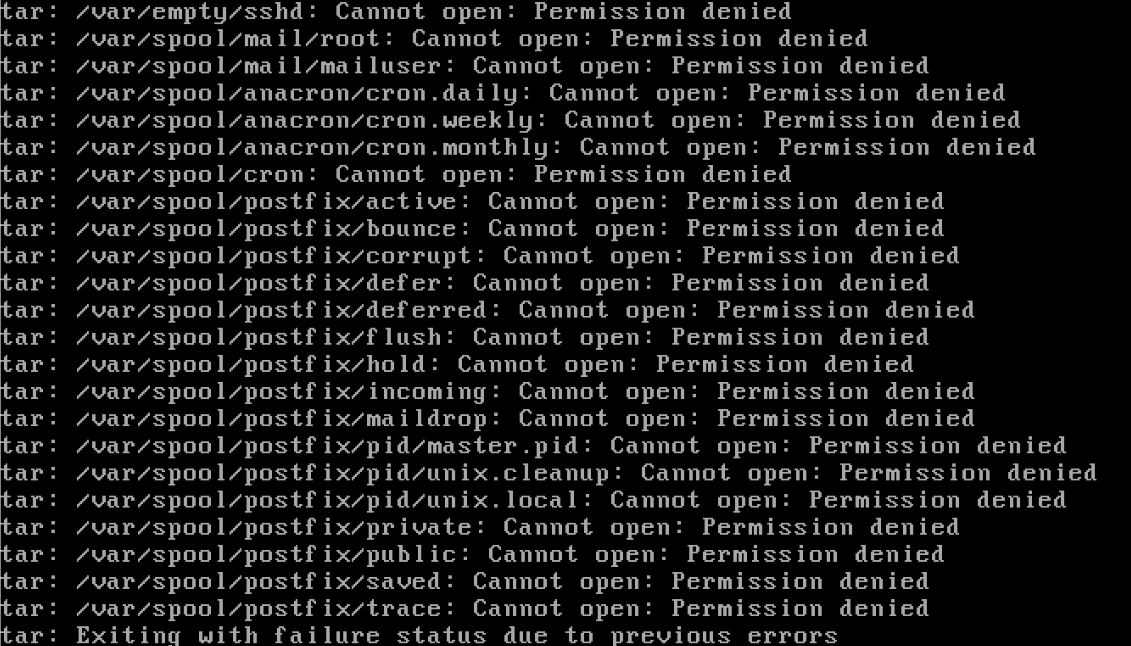 tar: /var/empty/sshd: Cannot open: Permission denied
tar: /var/spool/mail/root: Cannot open: Permission denied
tar: /var/spool/mail/mailuser: Cannot open: Permission denied
tar: /var/spool/anacron/cron.daily: Cannot open: Permission denied
tar: /var/spool/anacron/cron.weekly: Cannot open: Permission denied
tar: /var/spool/anacron/cron.monthly: Cannot open: Permission denied
tar: /var/spool/cron: Cannot open: Permission denied
tar: /var/spool/postfix/active: Cannot open: Permission denied
tar: /var/spool/postfix/bounce: Cannot open: Permission denied
tar: /var/spool/postfix/corrupt: Cannot open: Permission denied
tar: /var/spool/postfix/defer: Cannot open: Permission denied
tar: /var/spool/postfix/deferred: Cannot open: Permission denied
tar: /var/spool/postfix/flush: Cannot open: Permission denied
tar: /var/spool/postfix/hold: Cannot open: Permission denied
tar: /var/spool/postfix/incoming: Cannot open: Permission denied
tar: /var/spool/postfix/maildrop: Cannot open: Permission denied
tar: /var/spool/postfix/pid/master.pid: Cannot open: Permission denied
tar: /var/spool/postfix/pid/unix.cleanup: Cannot open: Permission denied
tar: /var/spool/postfix/pid/unix.local: Cannot open: Permission denied
tar: /var/spool/postfix/private: Cannot open: Permission denied
tar: /var/spool/postfix/public: Cannot open: Permission denied
tar: /var/spool/postfix/saved: Cannot open: Permission denied
tar: /var/spool/postfix/trace: Cannot open: Permission denied
tar: Exiting with failure status due to previous errors